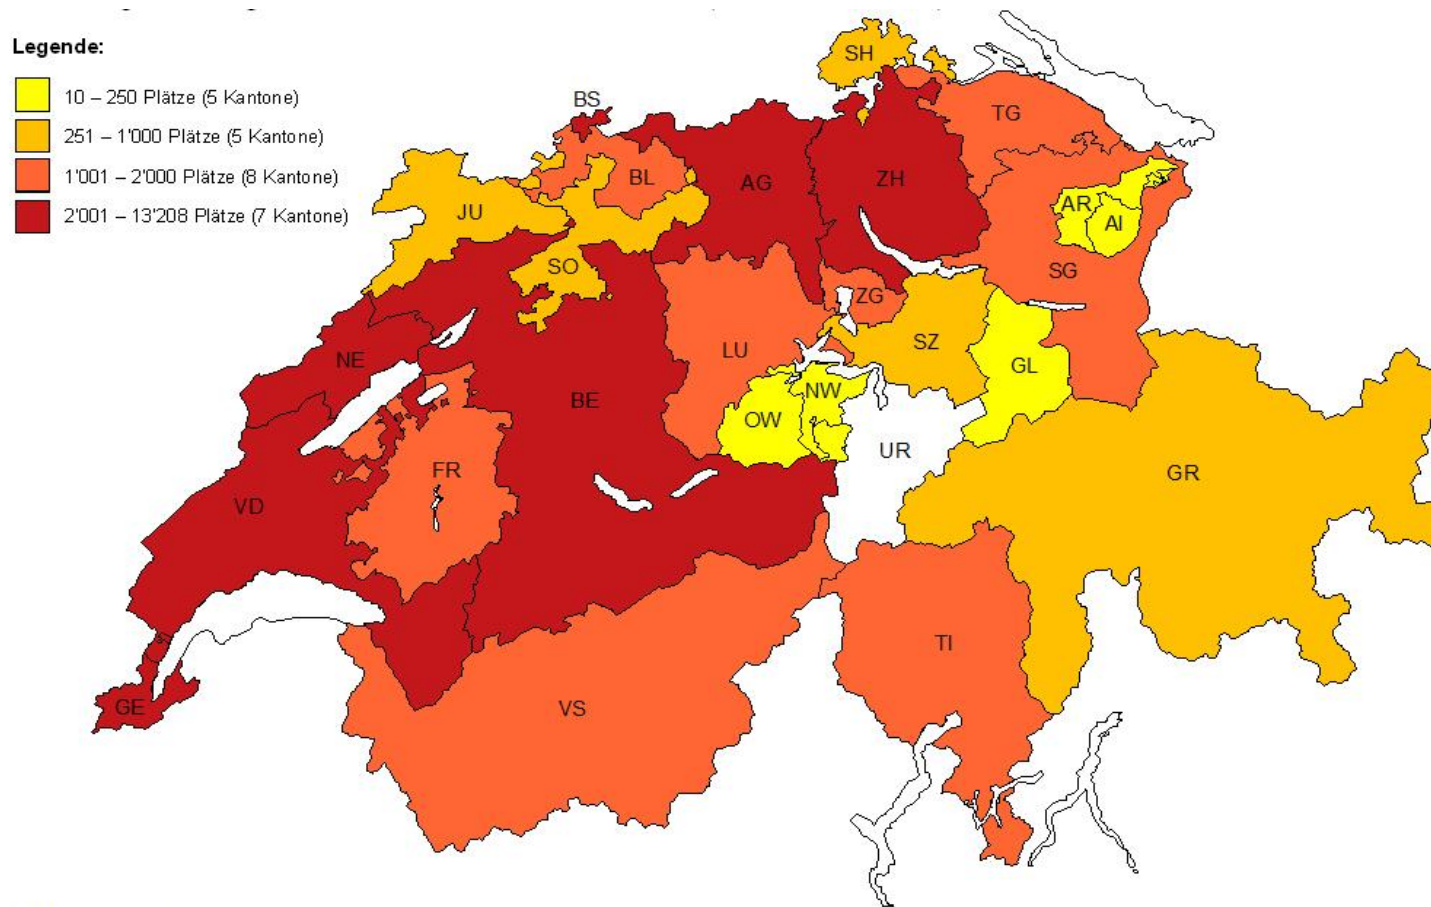 Legende:
10 – 250 Plätze (5 Kantone)
251 – 1'000 Plätze (5 Kantone)
1'001 – 2'000 Plätze (8 Kantone)
2'001 – 13'208 Plätze (7 Kantone)
SH
BS
TG
BL
AG
ZH
JU
AR
AI
SO
SG
ZG
NE
LU
SZ
GL
BE
NW
OW
UR
FR
GR
VD
TI
GE
VS